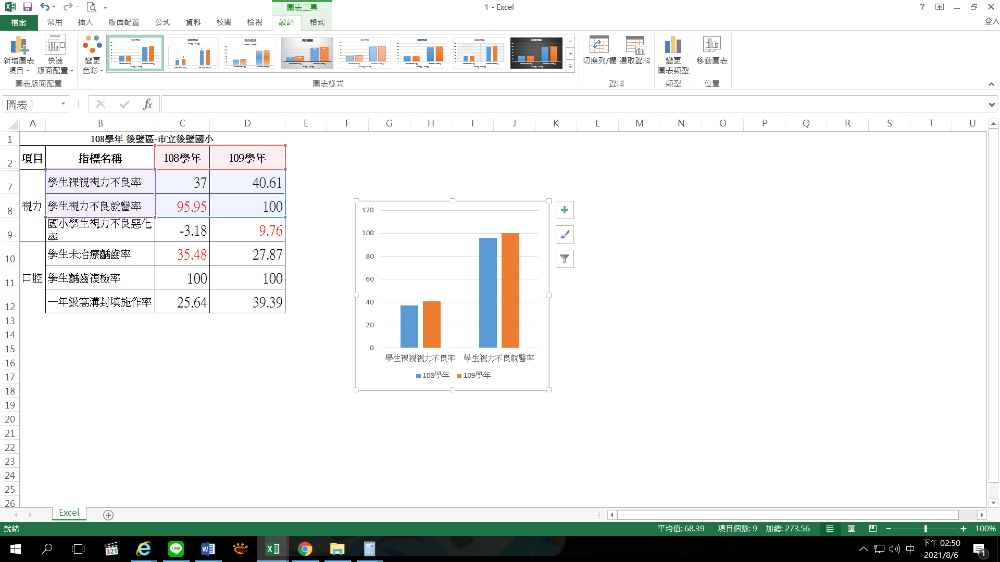 圖表工具
1 - Excel
?
檔案 常用 插入 版面配置 公式 資料 校閱 檢視 設計 格式 登入
新增圖表
項目
快速
版面配置
變更
色彩
切換列/欄
選取資料
變更
圖表類型
移動圖表
圖表版面配置
圖表樣式
資料
類型
位置
圖表 1
fx
A B C D E F G H I J K L M N O P Q R S T U
1 108學年 後壁區-市立後壁國小
2 項目 指標名稱 108學年 109學年
7 學生裸視視力不良率 37 40.61
8 視力 學生視力不良就醫率 95.95 100
9 國小學生視力不良惡化率 -3.18 9.76
10 學生未治療齲齒率 35.48 27.87
11 口腔 學生齲齒複檢率 100 100
12 一年級窩溝封填施作率 25.64 39.39
13
14
15
16
17
18
19
20
21
22
23
24
25
26
120
100
80
60
40
20
0
學生裸視視力不良率 學生視力不良就醫率
108學年 109學年
Excel
就緒 平均值: 68.39 項目個數: 9 加總: 273.56 100%
321
LINE
中
下午 02:50
2021/8/6
1